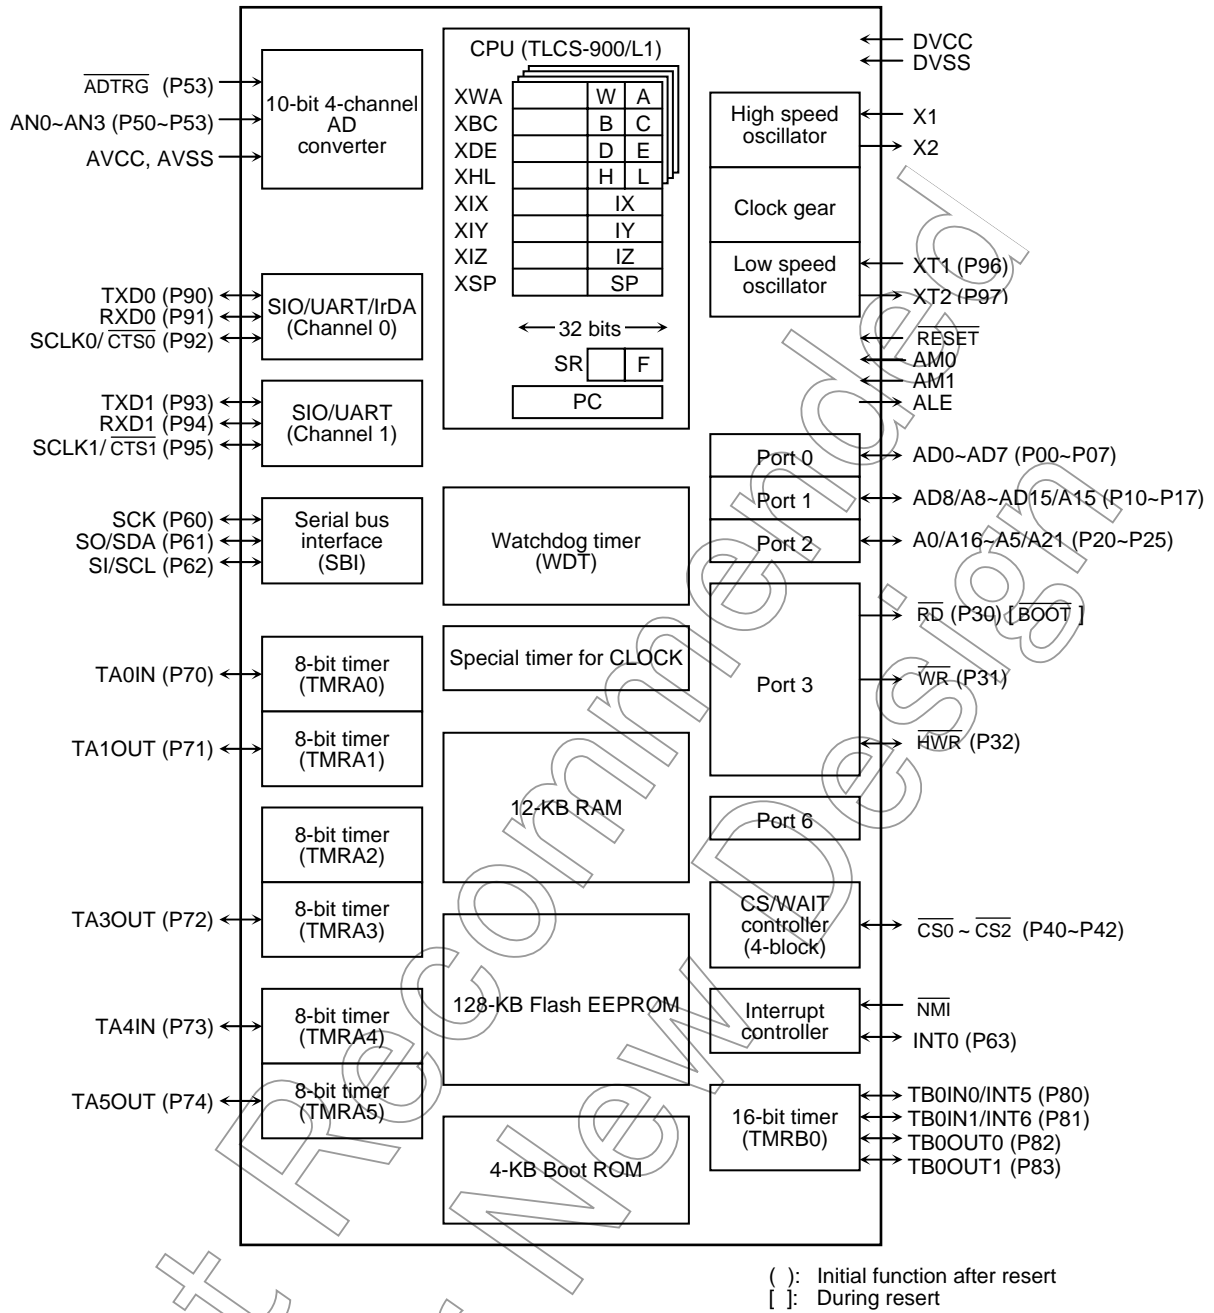 CPU (TLCS-900/L1)
XWA W A
XBC B C
XDE D E
XHL H L
XIX IX
XIY IY
XIZ IZ
XSP SP
32 bits
SR F
PC
ADTRG (P53)
AN0~AN3 (P50~P53)
AVCC, AVSS
10-bit 4-channel
AD
converter
TXD0 (P90)
RXD0 (P91)
SCLK0/ CTS0 (P92)
SIO/UART/IrDA
(Channel 0)
TXD1 (P93)
RXD1 (P94)
SCLK1/ CTS1 (P95)
SIO/UART
(Channel 1)
SCK (P60)
SO/SDA (P61)
SI/SCL (P62)
Serial bus
interface
(SBI)
TA0IN (P70)
8-bit timer
(TMRA0)
TA1OUT (P71)
8-bit timer
(TMRA1)
8-bit timer
(TMRA2)
TA3OUT (P72)
8-bit timer
(TMRA3)
TA4IN (P73)
8-bit timer
(TMRA4)
TA5OUT (P74)
8-bit timer
(TMRA5)
Watchdog timer
(WDT)
Special timer for CLOCK
12-KB RAM
128-KB Flash EEPROM
4-KB Boot ROM
DVCC
DVSS
High speed
oscillator
X1
X2
Clock gear
Low speed
oscillator
XT1 (P96)
XT2 (P97)
RESET
AM0
AM1
ALE
Port 0
AD0~AD7 (P00~P07)
Port 1
AD8/A8~AD15/A15 (P10~P17)
Port 2
A0/A16~A5/A21 (P20~P25)
Port 3
RD (P30) [ BOOT ]
WR (P31)
HWR (P32)
Port 6
CS/WAIT
controller
(4-block)
CS0 ~ CS2 (P40~P42)
Interrupt
controller
NMI
INT0 (P63)
16-bit timer
(TMRB0)
TB0IN0/INT5 (P80)
TB0IN1/INT6 (P81)
TB0OUT0 (P82)
TB0OUT1 (P83)
( ): Initial function after resert
[ ]: During resert
Recommended
New Design